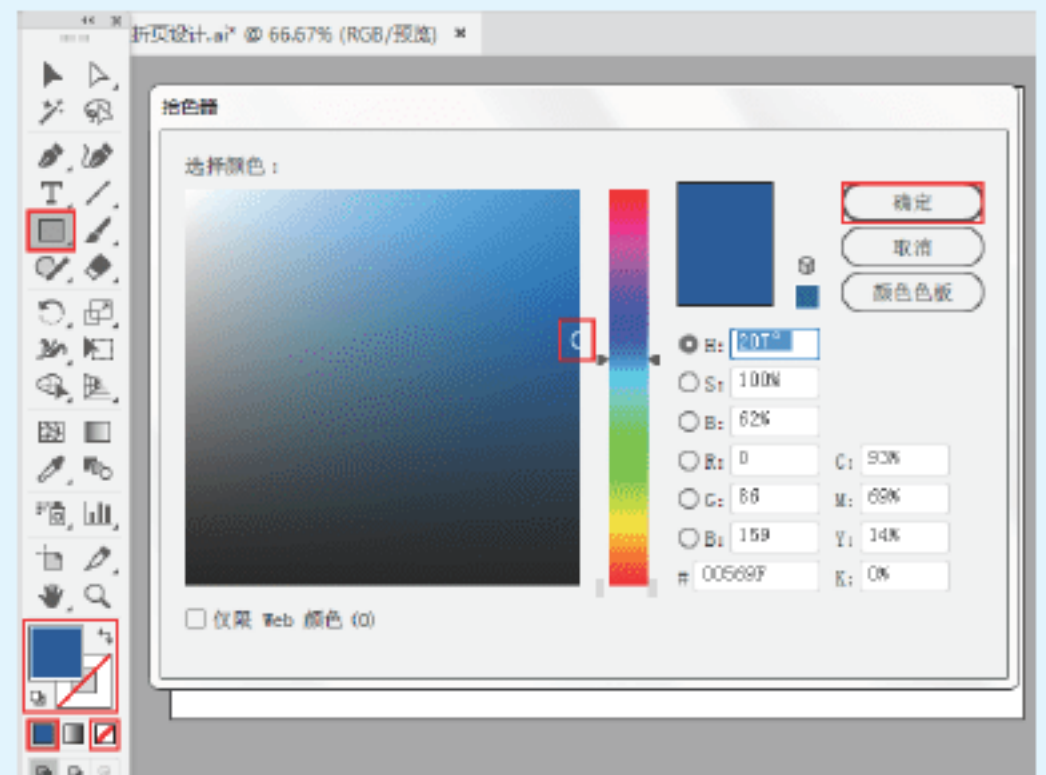 折页设计.ai* @ 66.67% (RGB/预览) ×
拾色器
选择颜色：
确定
取消
颜色色板
H: 207°
S: 100%
B: 62%
R: 0 C: 93%
G: 86 M: 69%
B: 159 Y: 14%
# 00569F K: 0%
仅限 Web 颜色 (O)